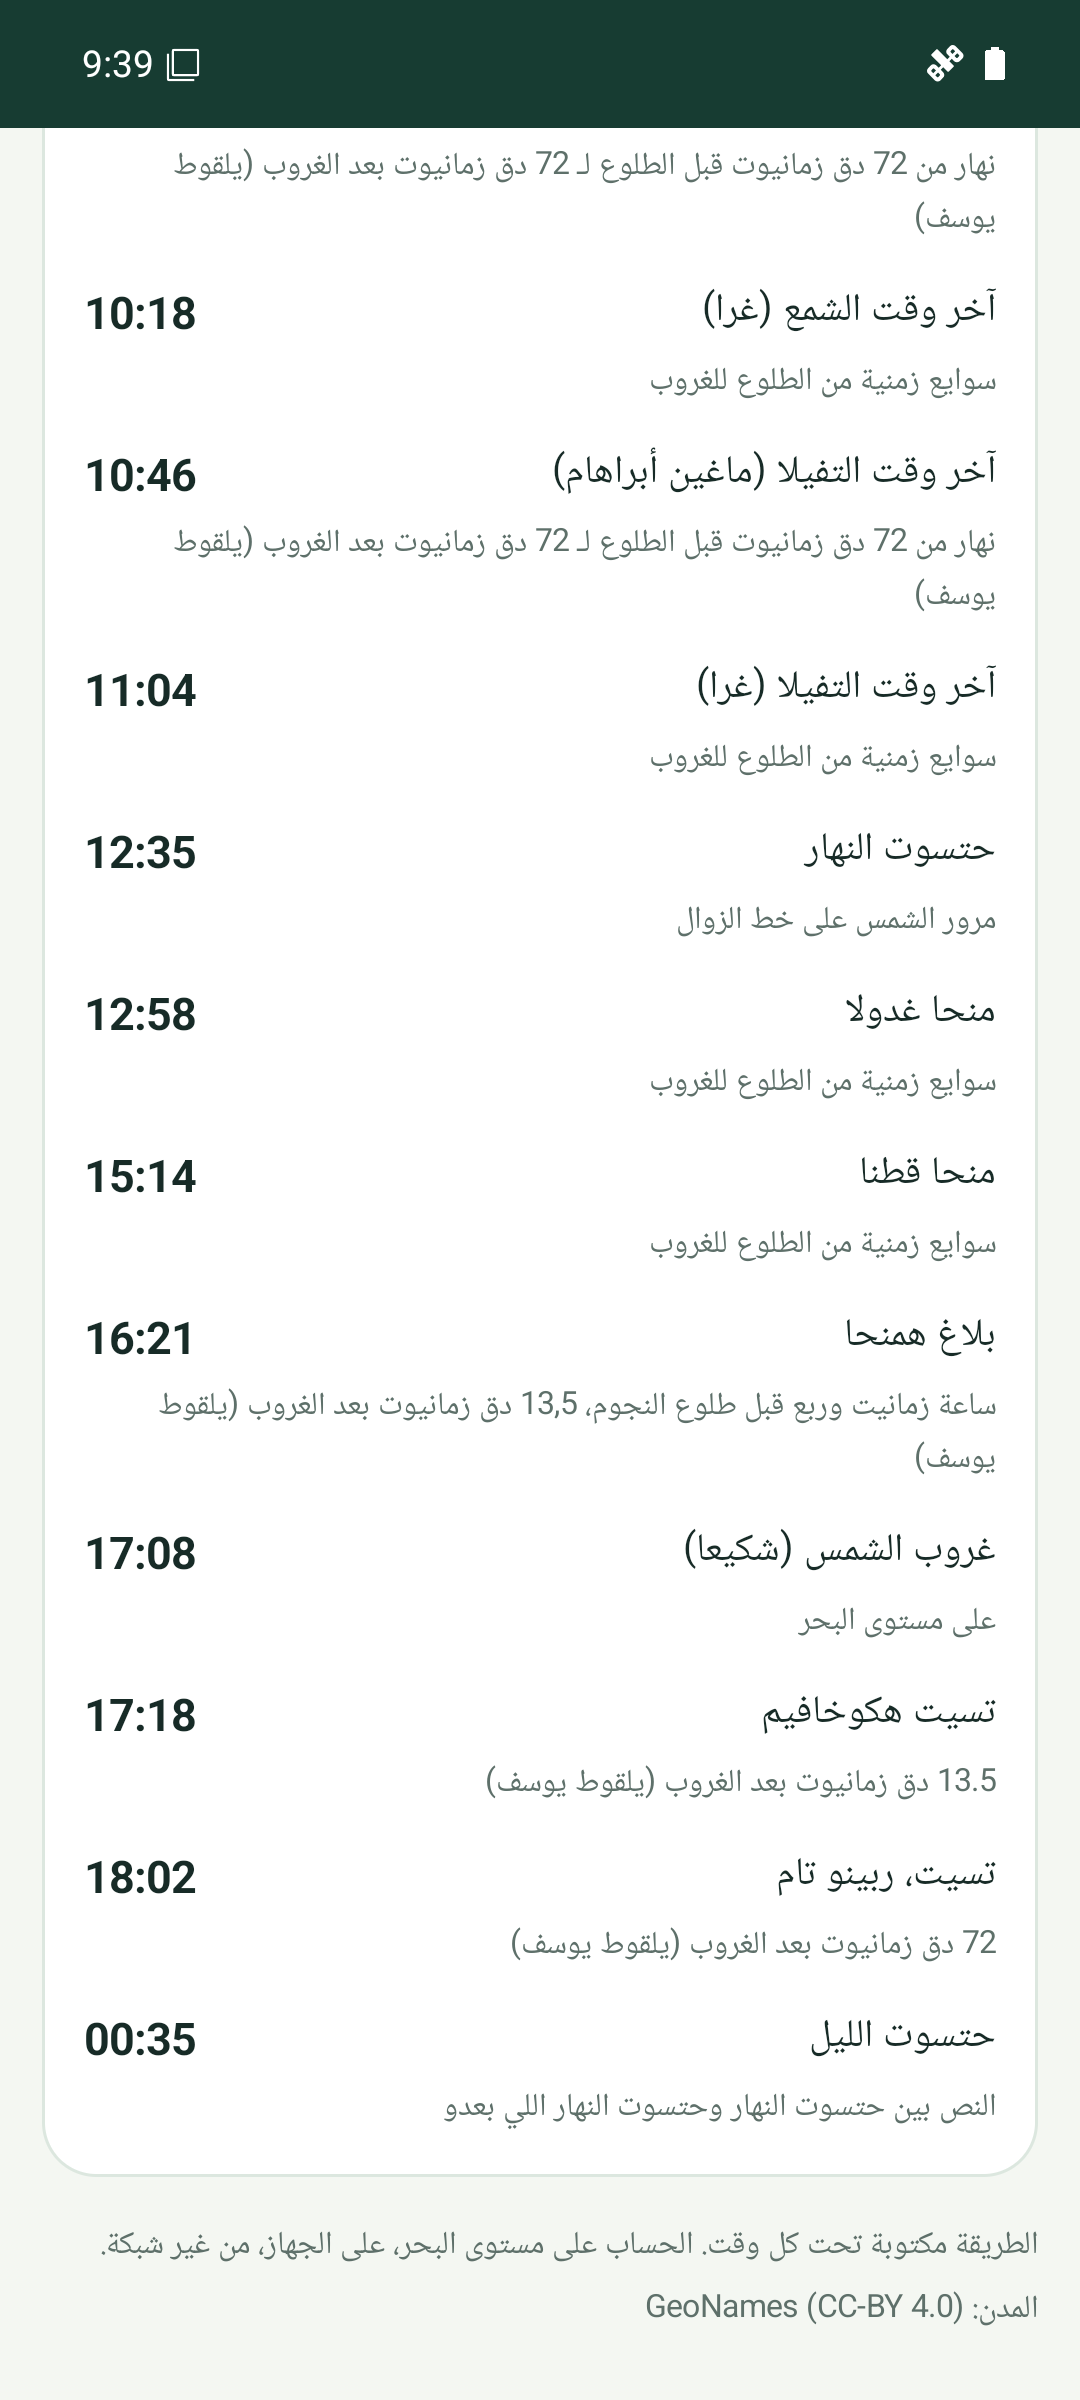 9:39
نهار من 72 دق زمانيوت قبل الطلوع لـ 72 دق زمانيوت بعد الغروب (يلقوط
يوسف)
آخر وقت الشمع (غرا) 10:18
سوايع زمنية من الطلوع للغروب
آخر وقت التفيلا (ماغين أبراهام) 10:46
نهار من 72 دق زمانيوت قبل الطلوع لـ 72 دق زمانيوت بعد الغروب (يلقوط
يوسف)
آخر وقت التفيلا (غرا) 11:04
سوايع زمنية من الطلوع للغروب
حتسوت النهار 12:35
مرور الشمس على خط الزوال
منحا غدولا 12:58
سوايع زمنية من الطلوع للغروب
منحا قطنا 15:14
سوايع زمنية من الطلوع للغروب
بلاغ همنحا 16:21
ساعة زمانيت وربع قبل طلوع النجوم، 13,5 دق زمانيوت بعد الغروب (يلقوط
يوسف)
غروب الشمس (شكيعا) 17:08
على مستوى البحر
تسيت هكوخافيم 17:18
13.5 دق زمانيوت بعد الغروب (يلقوط يوسف)
تسيت، ربينو تام 18:02
72 دق زمانيوت بعد الغروب (يلقوط يوسف)
حتسوت الليل 00:35
النص بين حتسوت النهار وحتسوت النهار اللي بعدو
الطريقة مكتوبة تحت كل وقت. الحساب على مستوى البحر، على الجهاز، من غير شبكة.
المدن: GeoNames (CC-BY 4.0)